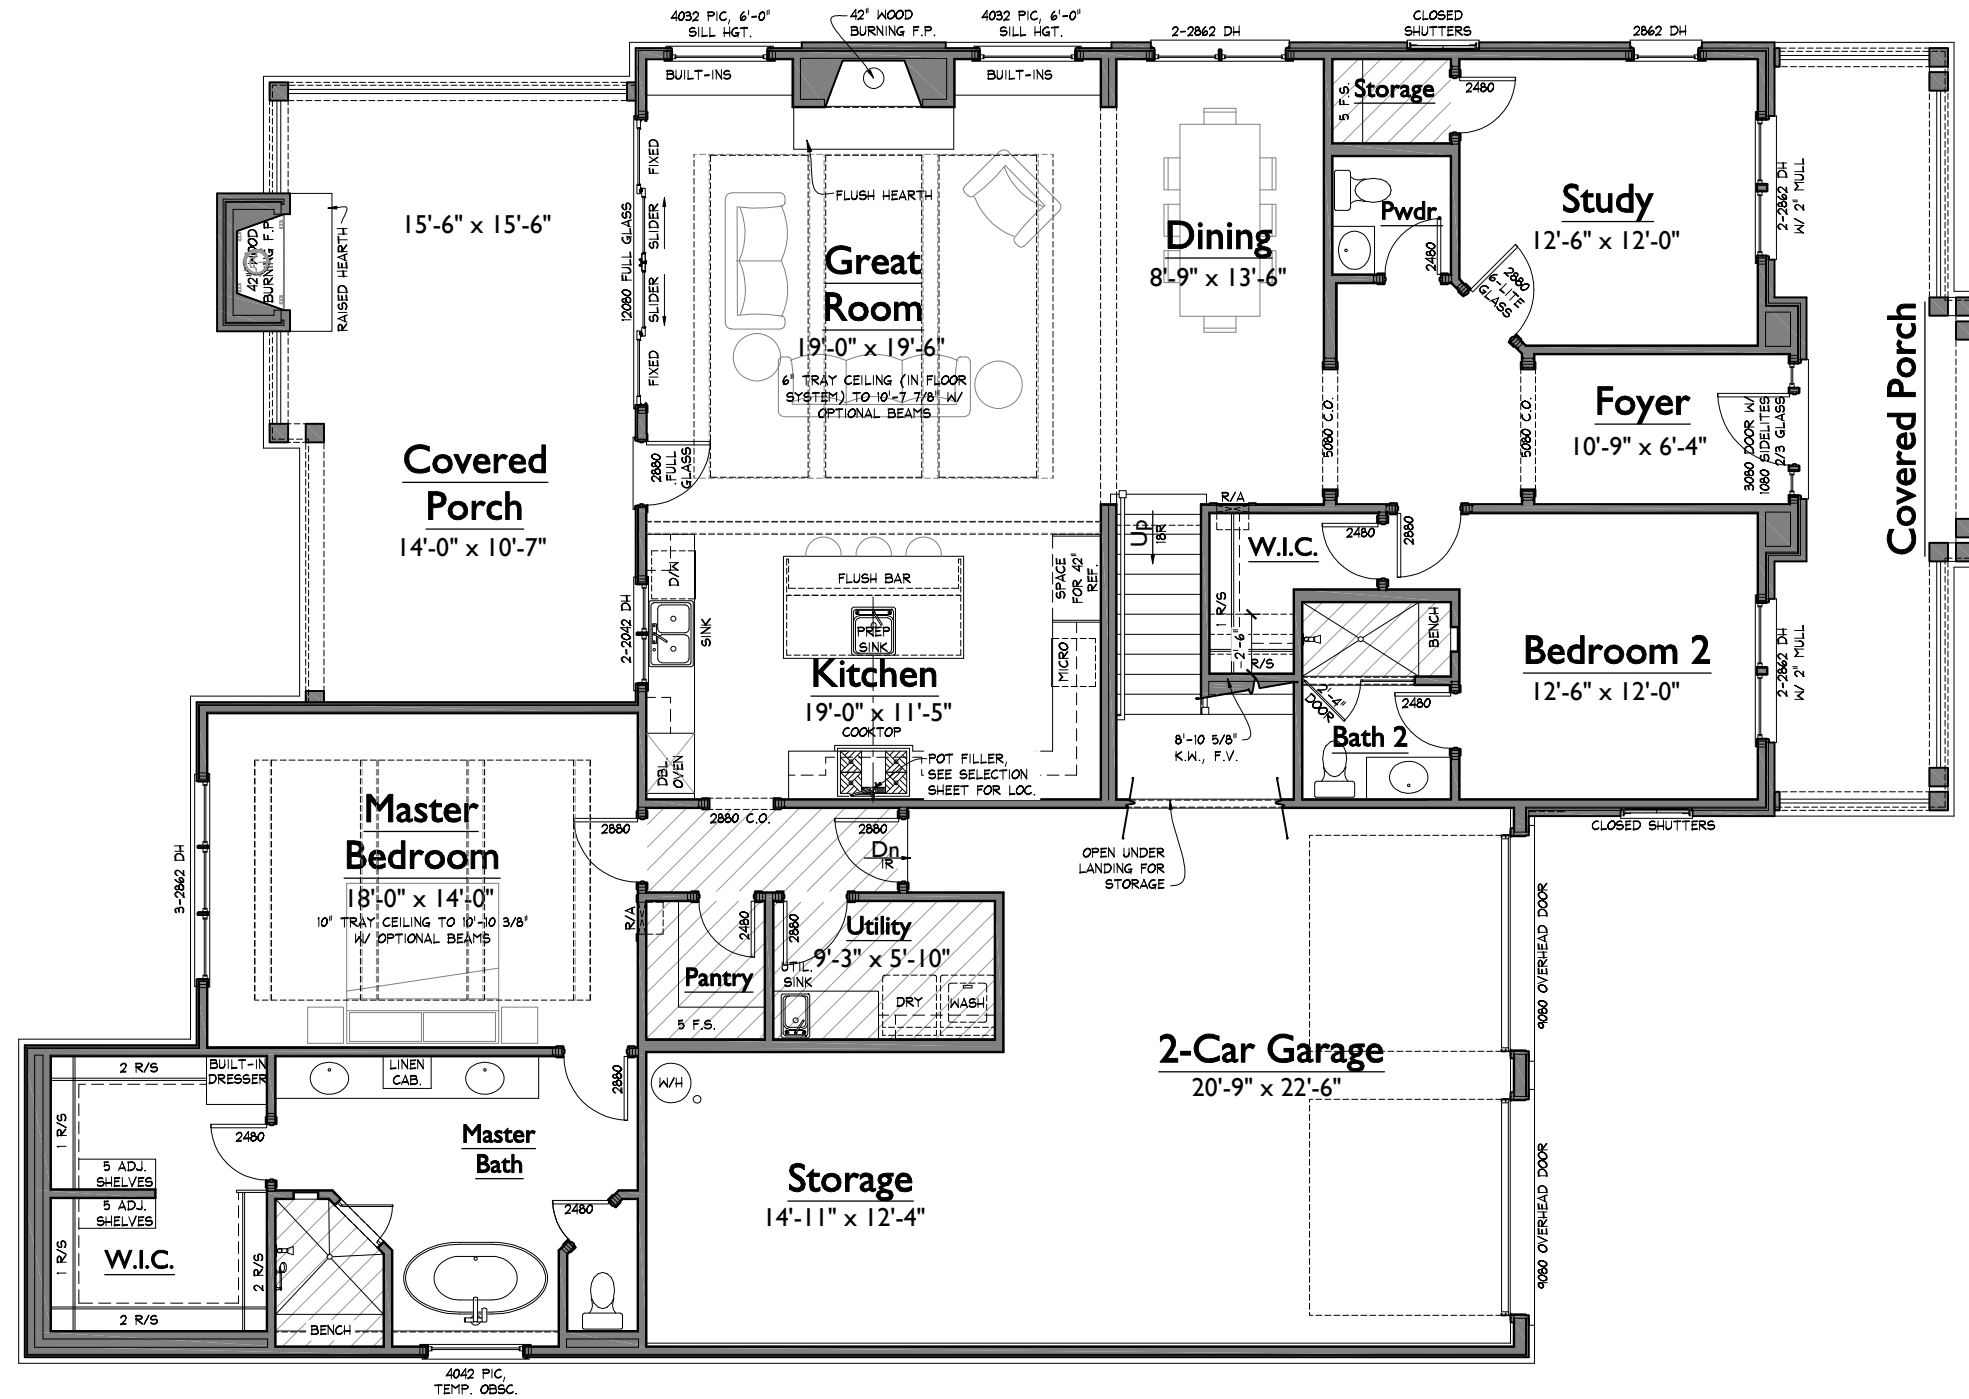 4032 PIC, 6'-0"
SILL HGT.
42" WOOD
BURNING F.P.
4032 PIC, 6'-0"
SILL HGT.
2-2862 DH
CLOSED
SHUTTERS
2862 DH
BUILT-INS
BUILT-INS
5 F.S.
Storage
2480
FIXED
SLIDER
12080 FULL GLASS
SLIDER
FIXED
FLUSH HEARTH
15'-6" x 15'-6"
42" WOOD
BURNING F.P.
RAISED HEARTH
Great
Room
19'-0" x 19'-6"
6" TRAY CEILING (IN FLOOR
SYSTEM) TO 10'-7 7/8" W/
OPTIONAL BEAMS
Dining
8'-9" x 13'-6"
Pwdr.
2480
Study
12'-6" x 12'-0"
2880
6-LITE
GLASS
2-2862 DH
W/ 2" MULL
Covered Porch
Foyer
10'-9" x 6'-4"
5080 C.O.
5080 C.O.
3080 DOOR W/
1080 SIDELITES
2/3 GLASS
Covered
Porch
14'-0" x 10'-7"
2880
FULL
GLASS
R/A
UP
18R
W.I.C.
2480
2880
1 R/S
2'-6"
R/S
D/W
SINK
2-2042 DH
FLUSH BAR
PREP
SINK
SPACE
FOR 42"
REF.
MICRO
Kitchen
19'-0" x 11'-5"
COOKTOP
DBL
OVEN
POT FILLER,
SEE SELECTION
SHEET FOR LOC.
BENCH
2'-4"
DOOR
2480
Bath 2
8'-10 5/8"
K.W., F.V.
Bedroom 2
12'-6" x 12'-0"
2-2862 DH
W/ 2" MULL
CLOSED SHUTTERS
Master
Bedroom
18'-0" x 14'-0"
10" TRAY CEILING TO 10'-10 3/8"
W/ OPTIONAL BEAMS
3-2862 DH
2880
2880 C.O.
2880
Dn
1R
OPEN UNDER
LANDING FOR
STORAGE
R/A
2480
2880
Pantry
5 F.S.
Utility
9'-3" x 5'-10"
UTIL.
SINK
DRY
WASH
9080 OVERHEAD DOOR
2-Car Garage
20'-9" x 22'-6"
9080 OVERHEAD DOOR
2 R/S
BUILT-IN
DRESSER
LINEN
CAB.
2880
W/H
1 R/S
2480
5 ADJ.
SHELVES
5 ADJ.
SHELVES
Master
Bath
Storage
14'-11" x 12'-4"
2480
W.I.C.
1 R/S
2 R/S
2 R/S
BENCH
4042 PIC,
TEMP. OBSC.